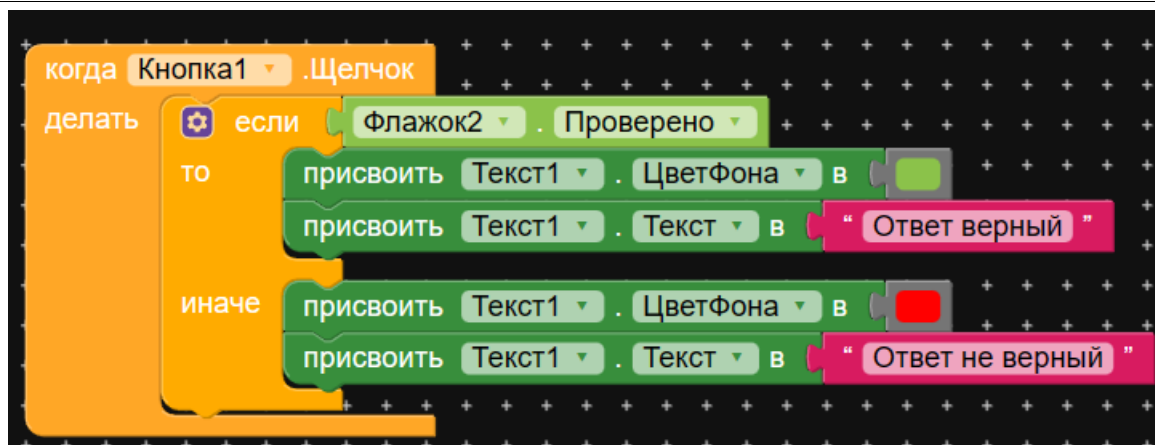 когда Кнопка1 .Щелчок
делать если Флажок2 . Проверено
то присвоить Текст1 . ЦветФона в
присвоить Текст1 . Текст в “ Ответ верный ”
иначе присвоить Текст1 . ЦветФона в
присвоить Текст1 . Текст в “ Ответ не верный ”